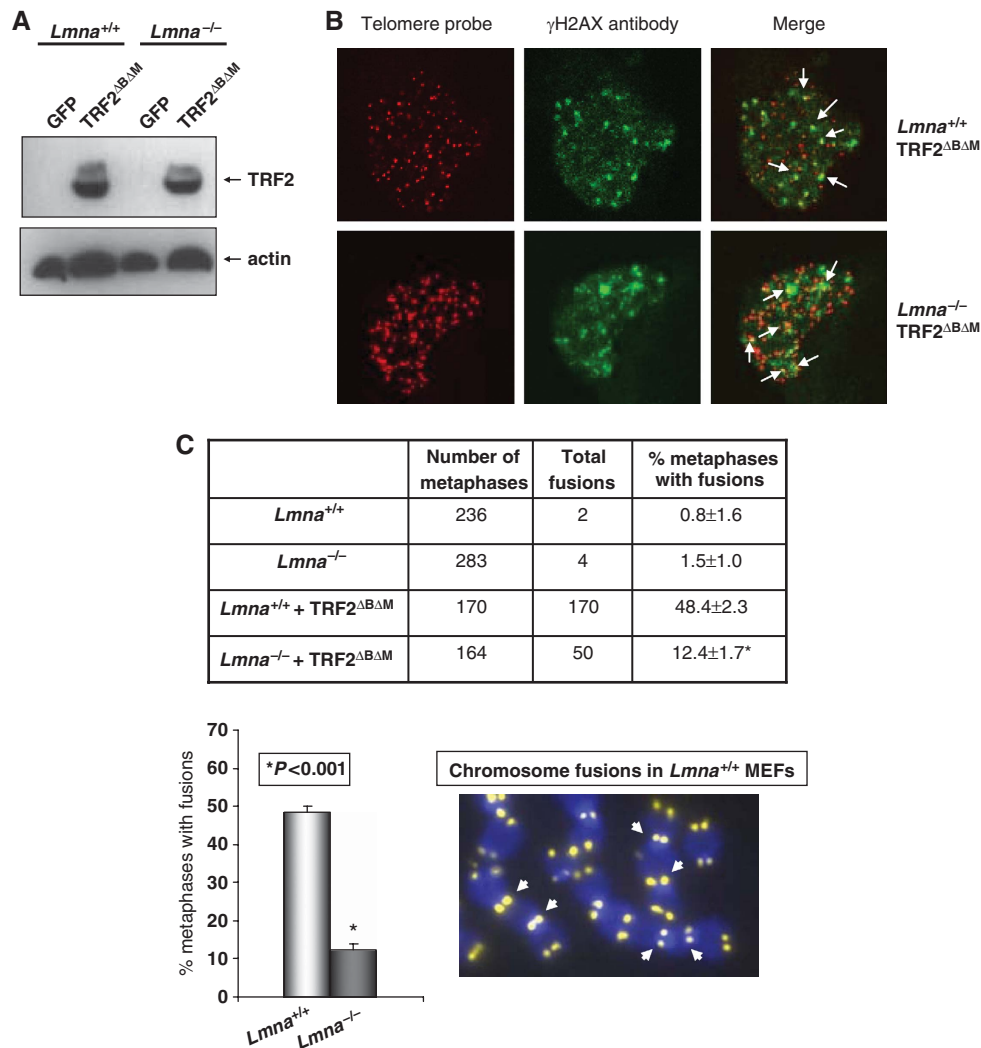 A
Lmna+/+ Lmna−/−
GFP TRF2ΔBΔM GFP TRF2ΔBΔM
← TRF2
← actin
B
Telomere probe γH2AX antibody Merge
Lmna+/+
TRF2ΔBΔM
Lmna−/−
TRF2ΔBΔM
C
Number of metaphases Total fusions % metaphases with fusions
Lmna+/+ 236 2 0.8±1.6
Lmna−/− 283 4 1.5±1.0
Lmna+/+ + TRF2ΔBΔM 170 170 48.4±2.3
Lmna−/− + TRF2ΔBΔM 164 50 12.4±1.7*
% metaphases with fusions
70
60
50
40
30
20
10
0
*P<0.001
*
Lmna+/+ Lmna−/−
Chromosome fusions in Lmna+/+ MEFs